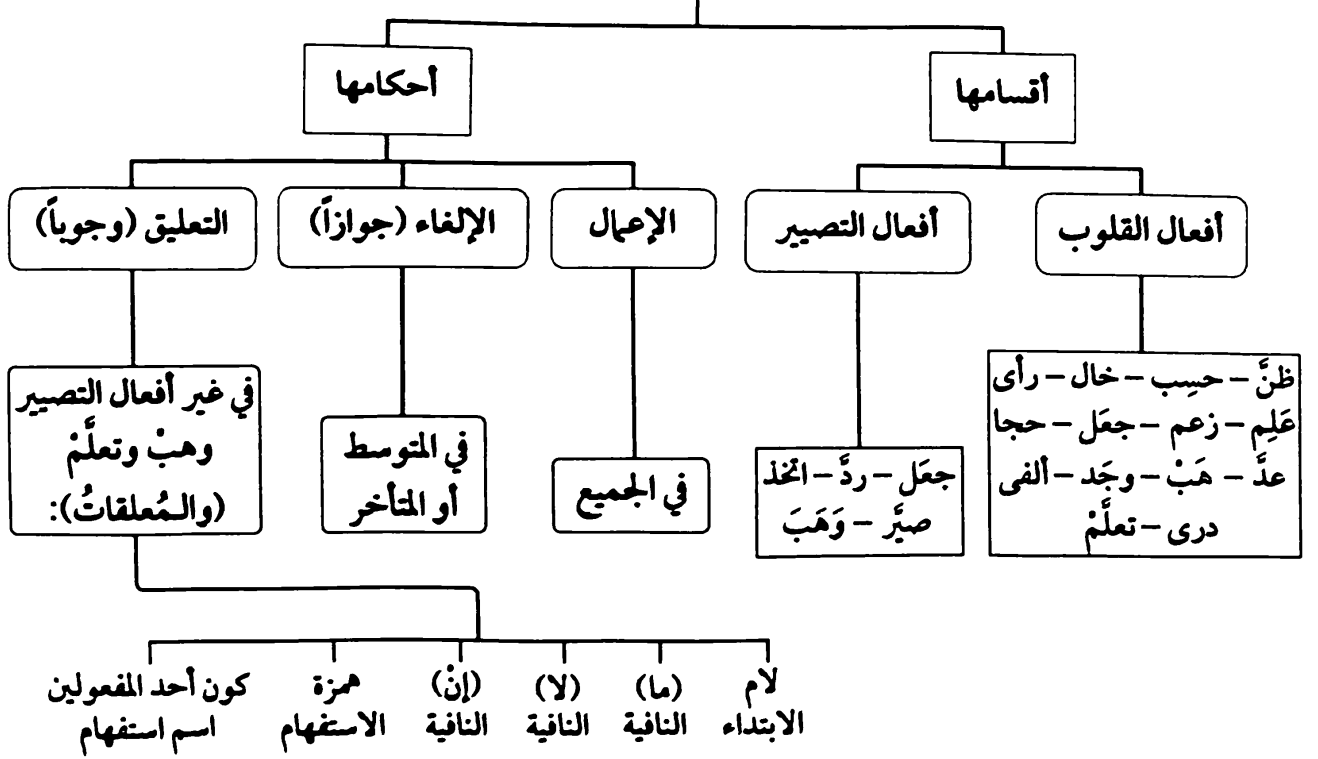 أقسامها
أحكامها
أفعال القلوب
أفعال التصيير
الإعمال
الإلغاء (جوازاً)
التعليق (وجوباً)
ظنَّ – حسِب – خال – رأى
عَلِم – زعم – جعَل – حجا
عدَّ – هَبْ – وجَد – ألفى
درى – تعلَّمْ
جعَل – ردَّ – اتخذ
صيَّر – وَهَبَ
في الجميع
في المتوسط
أو المتأخر
في غير أفعال التصيير
وهبْ وتعلَّمْ
(والـمُعلقاتُ):
لام
الابتداء
(ما)
النافية
(لا)
النافية
(إنْ)
النافية
همزة
الاستفهام
كون أحد المفعولين
اسم استفهام